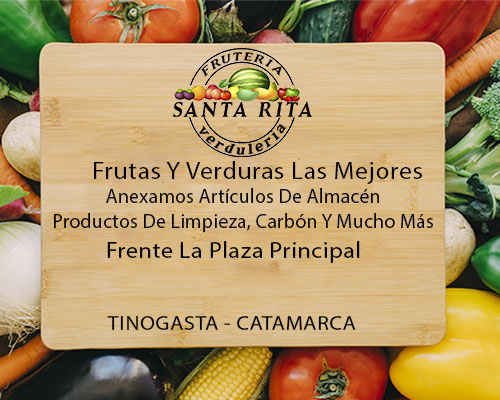 FRUTERIA
SANTA RITA
verduleria
Frutas Y Verduras Las Mejores
Anexamos Artículos De Almacén
Productos De Limpieza, Carbón Y Mucho Más
Frente La Plaza Principal
TINOGASTA - CATAMARCA